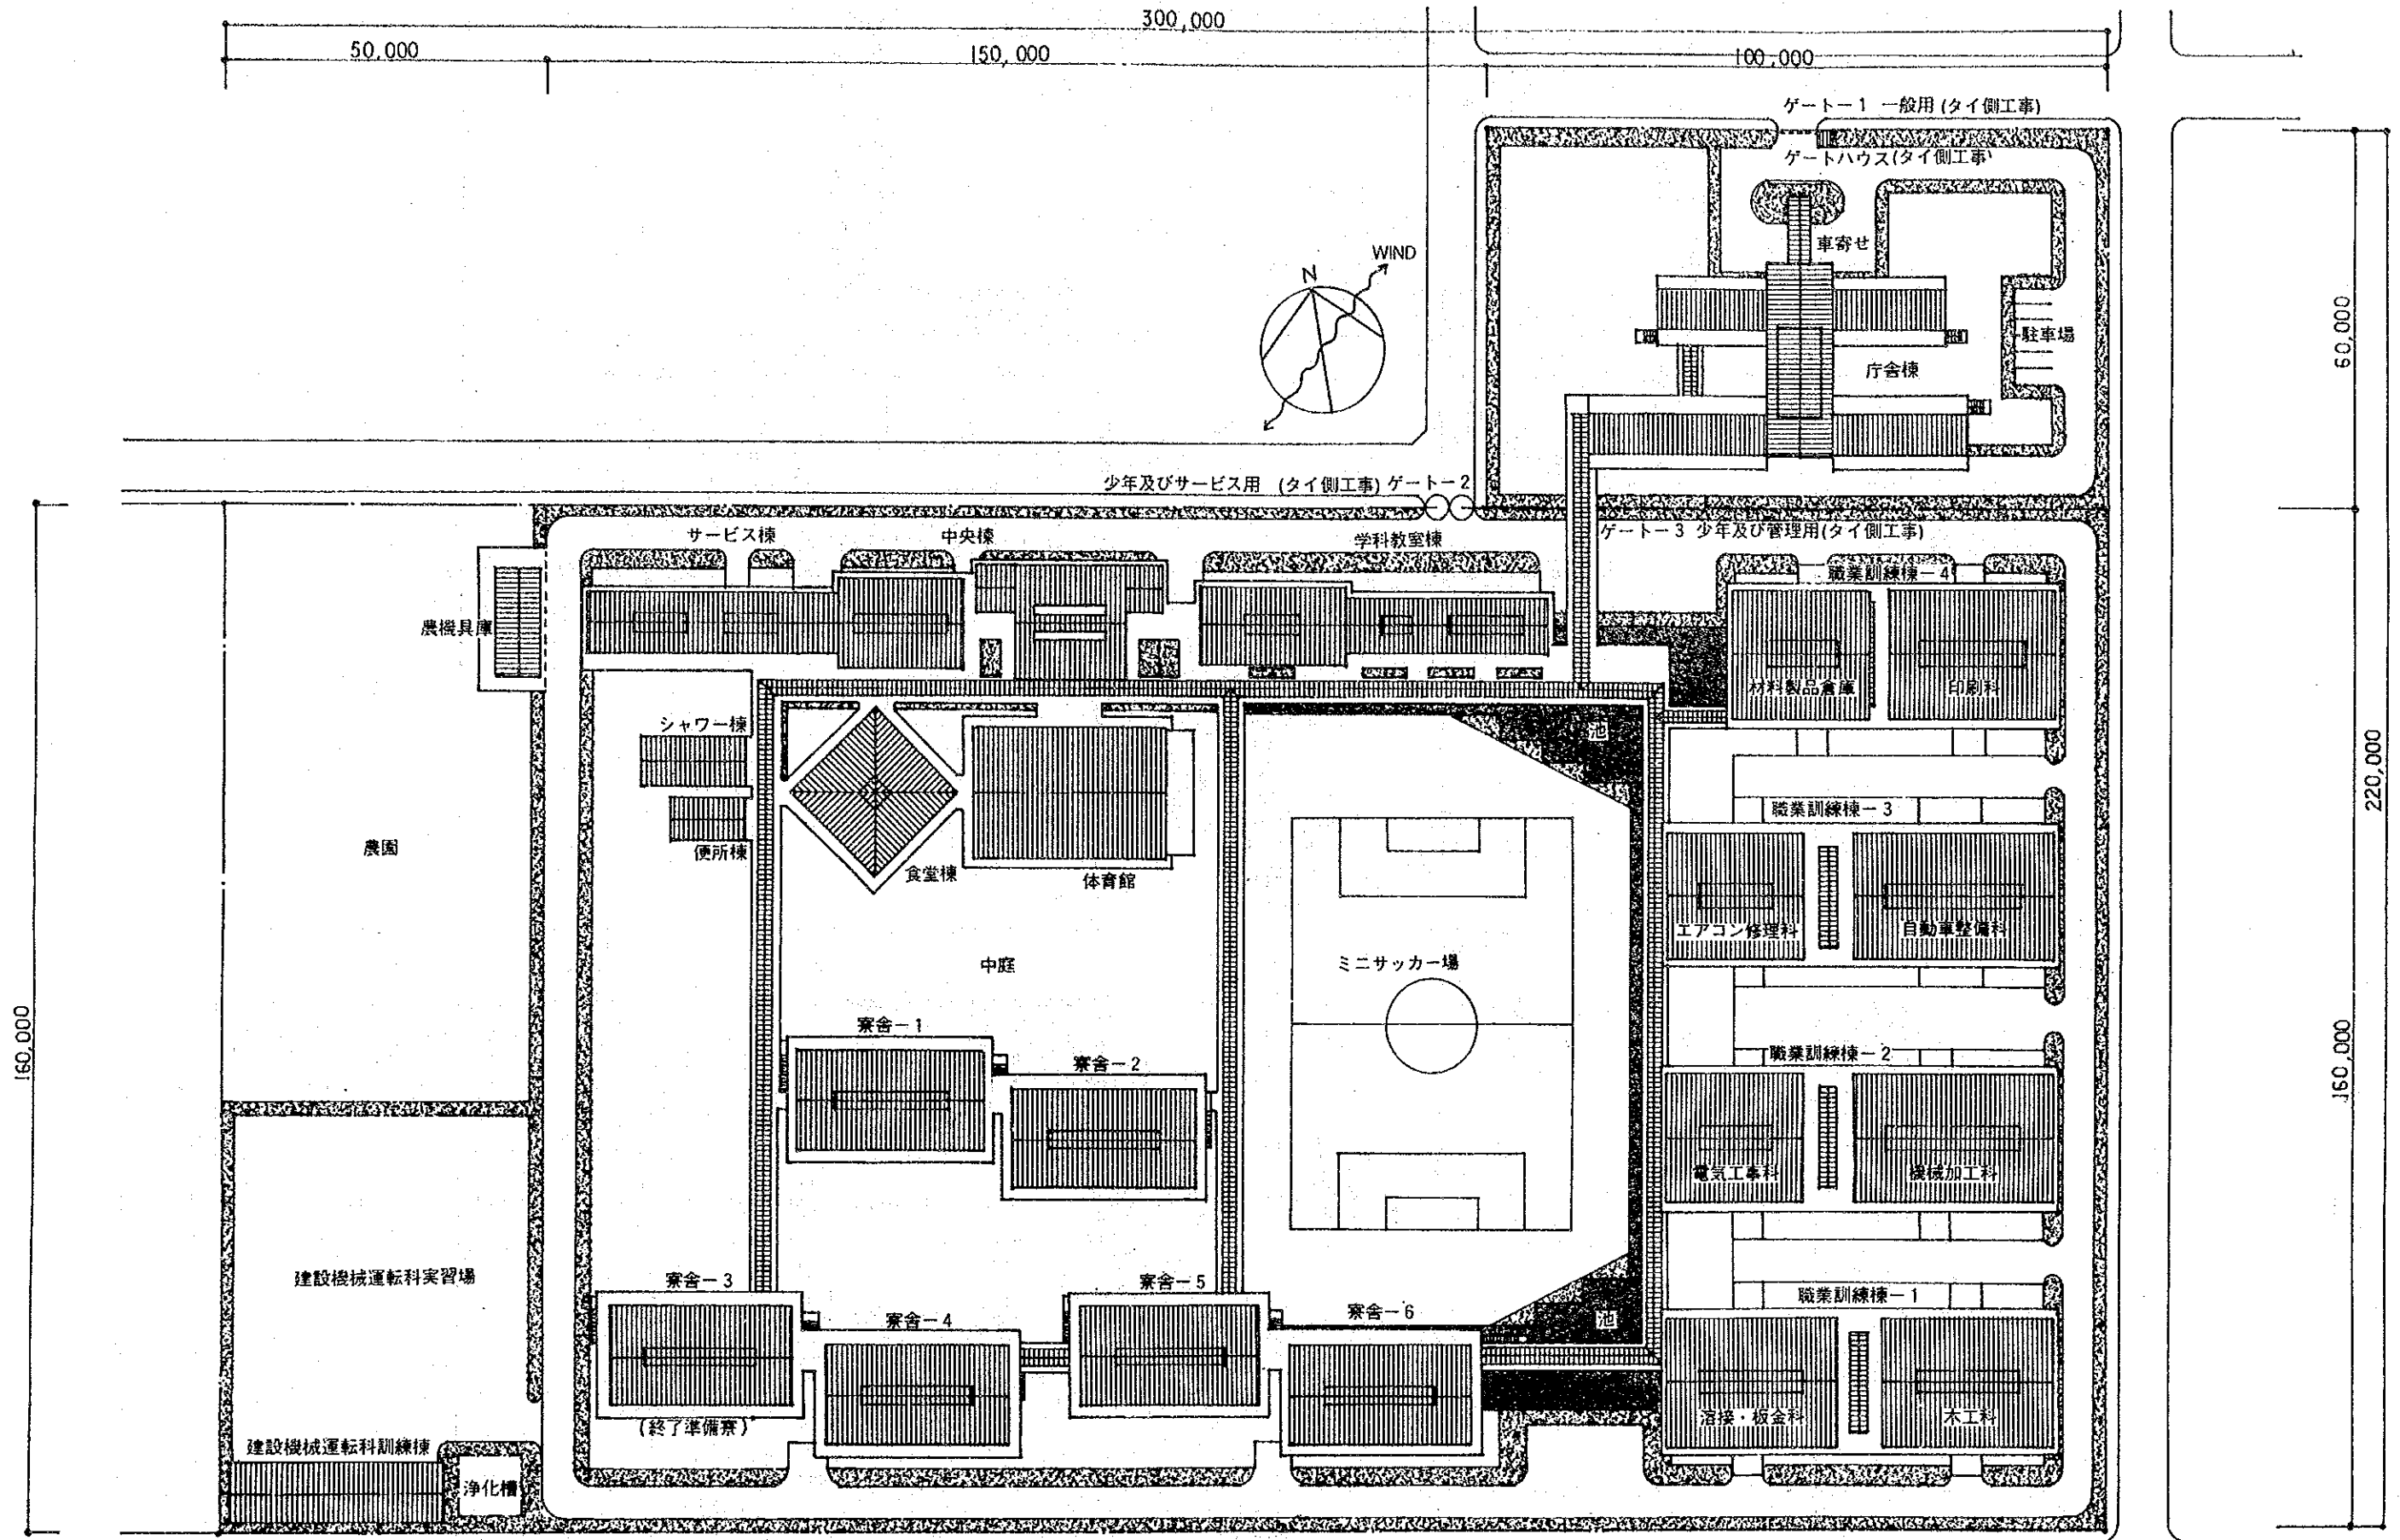 300,000
50,000
150,000
100,000
ゲートー1 一般用 (タイ側工事)
ゲートハウス(タイ側工事)
車寄せ
WIND
N
駐車場
庁舎棟
60,000
少年及びサービス用 (タイ側工事) ゲートー2
ゲートー3 少年及び管理用(タイ側工事)
サービス棟
中央棟
学科教室棟
職業訓練棟ー4
農機具庫
材料製品倉庫
印刷科
シャワー棟
池
220,000
職業訓練棟ー3
農園
便所棟
食堂棟
体育館
エアコン修理科
自動車整備科
中庭
ミニサッカー場
160,000
160,000
寮舎ー1
寮舎ー2
職業訓練棟ー2
電気工事科
機械加工科
建設機械運転科実習場
寮舎ー3
寮舎ー5
職業訓練棟ー1
寮舎ー4
寮舎ー6
池
(終了準備寮)
溶接・板金科
木工科
建設機械運転科訓練棟
浄化槽